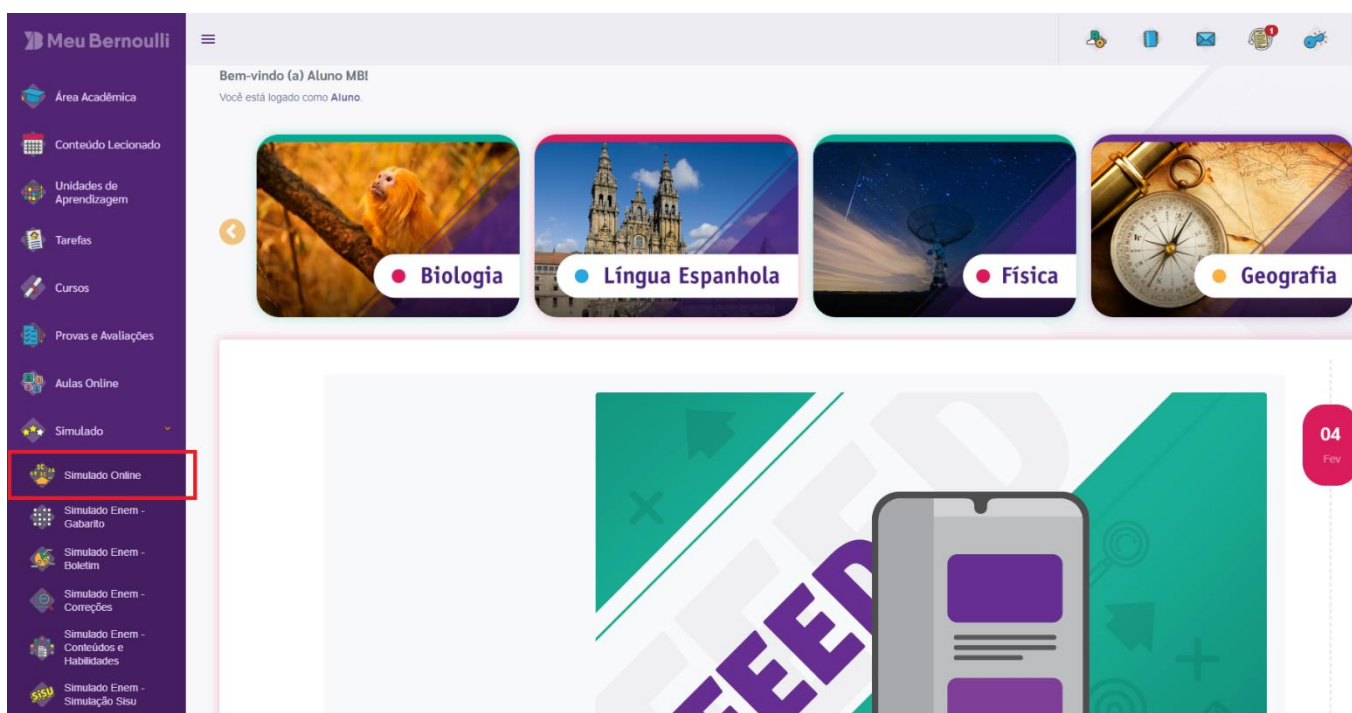 Meu Bernoulli
1
Área Acadêmica
Conteúdo Lecionado
Unidades de
Aprendizagem
Tarefas
Cursos
Provas e Avaliações
Aulas Online
Simulado
Simulado Online
Simulado Enem -
Gabarito
Simulado Enem -
Boletim
Simulado Enem -
Correções
Simulado Enem -
Conteúdos e
Habilidades
SISU
Simulado Enem -
Simulação Sisu
Bem-vindo (a) Aluno MB!
Você está logado como Aluno.
Biologia
Língua Espanhola
Física
Geografia
FEED
FEED
04
Fev